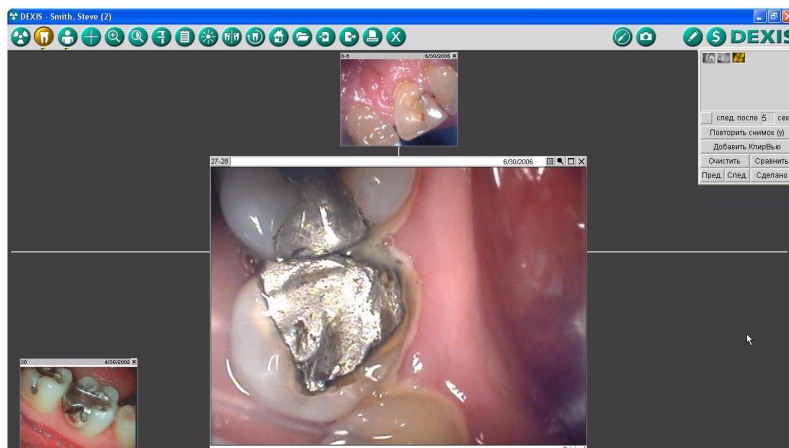 DEXIS - Smith, Steve (2)
DEXIS
8-9 6/30/2006
след. после 5 сек
Повторить снимок (y)
Добавить КлирВью
Очистить Сравнить
Пред. След. Сделано
27-28 6/30/2006
30 4/30/2002